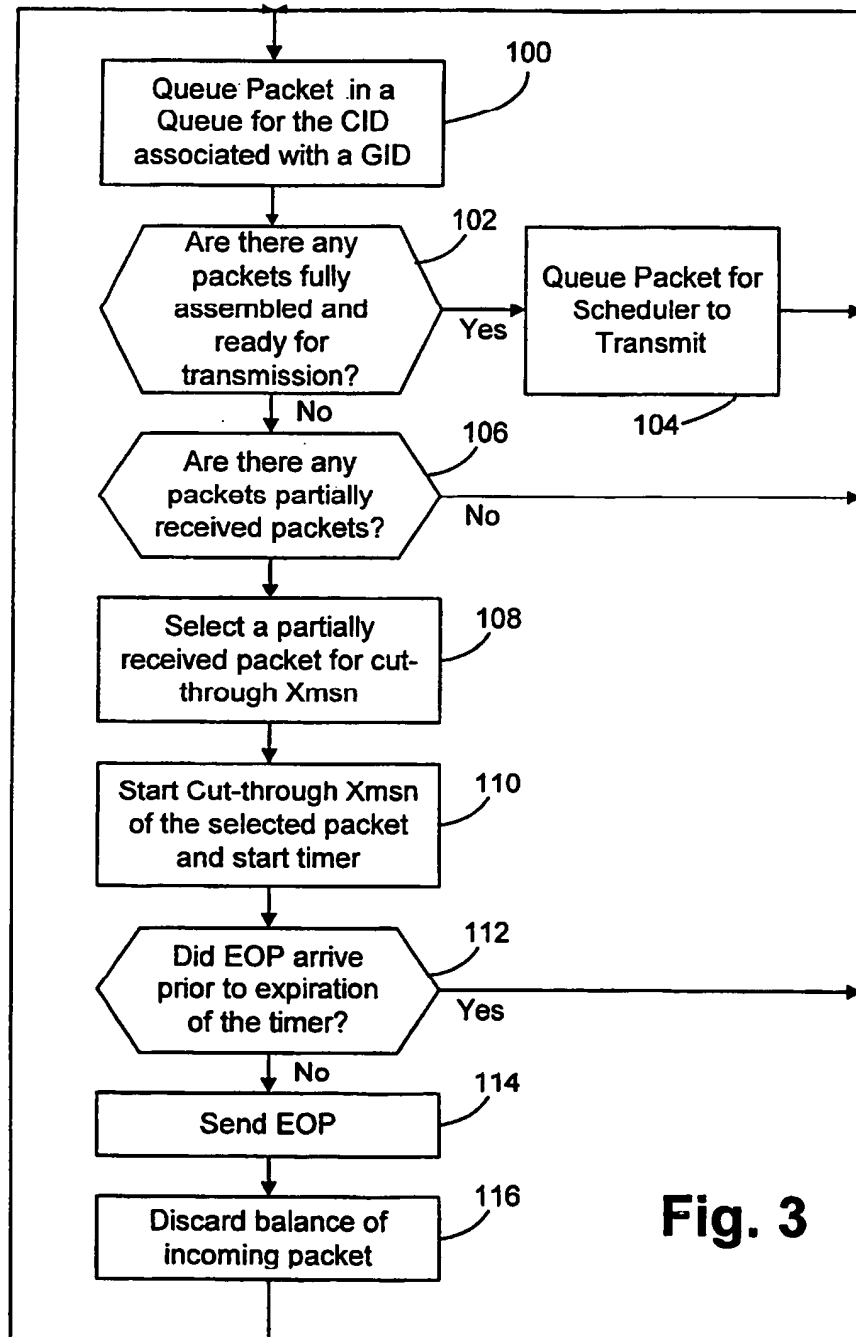 100
Queue Packet in a
Queue for the CID
associated with a GID
102
Are there any
packets fully
assembled and
ready for
transmission?
Yes
Queue Packet for
Scheduler to
Transmit
104
No
106
Are there any
packets partially
received packets?
No
Select a partially
received packet for cut-
through Xmsn
108
Start Cut-through Xmsn
of the selected packet
and start timer
110
Did EOP arrive
prior to expiration
of the timer?
112
Yes
No
Send EOP
114
Discard balance of
incoming packet
116
Fig. 3